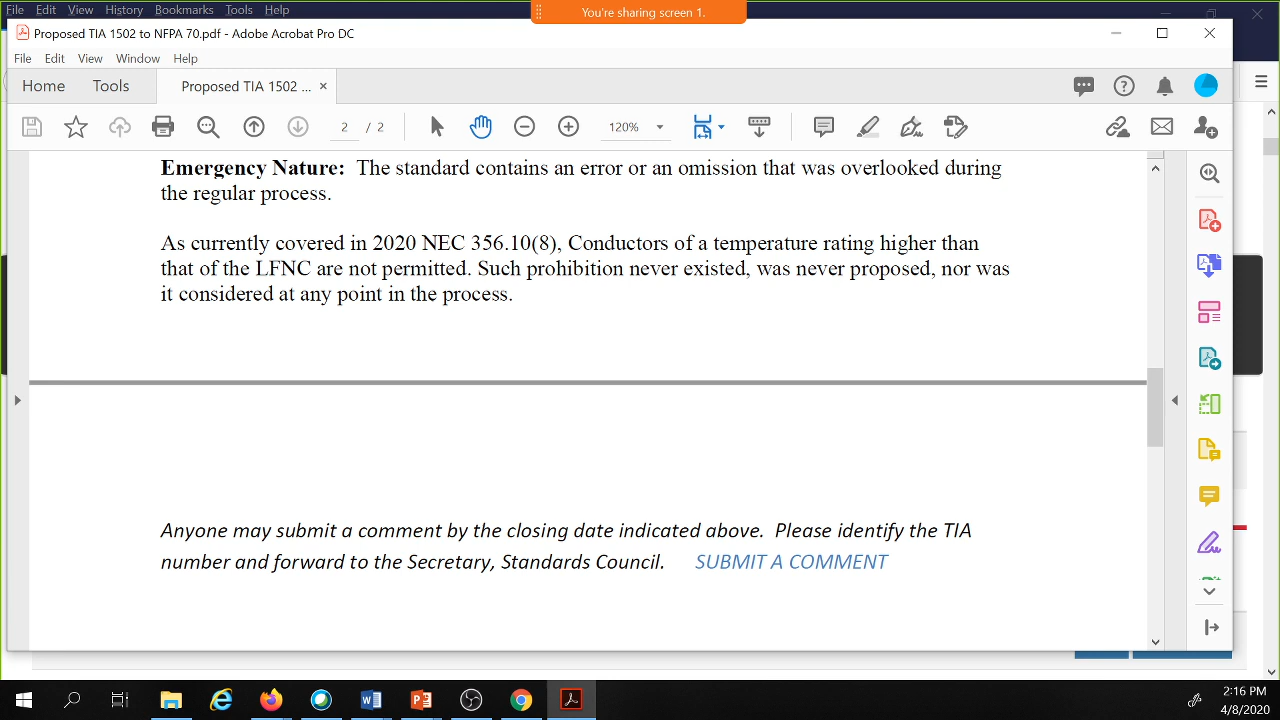 File Edit View History Bookmarks Tools Help
You're sharing screen 1.
Proposed TIA 1502 to NFPA 70.pdf - Adobe Acrobat Pro DC
File Edit View Window Help
Home Tools Proposed TIA 1502 ... ×
2 / 2 120%
Emergency Nature: The standard contains an error or an omission that was overlooked during
the regular process.
As currently covered in 2020 NEC 356.10(8), Conductors of a temperature rating higher than
that of the LFNC are not permitted. Such prohibition never existed, was never proposed, nor was
it considered at any point in the process.
Anyone may submit a comment by the closing date indicated above. Please identify the TIA
number and forward to the Secretary, Standards Council. SUBMIT A COMMENT
2:16 PM
4/8/2020